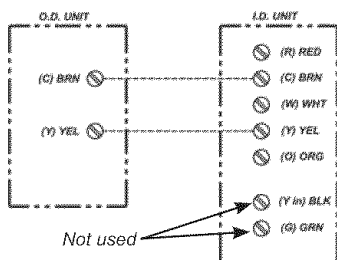 O.D. UNIT
I.D. UNIT
(R) RED
(C) BRN
(C) BRN
(W) WHT
(Y) YEL
(Y) YEL
(O) ORG
(Y in) BLK
(G) GRN
Not used